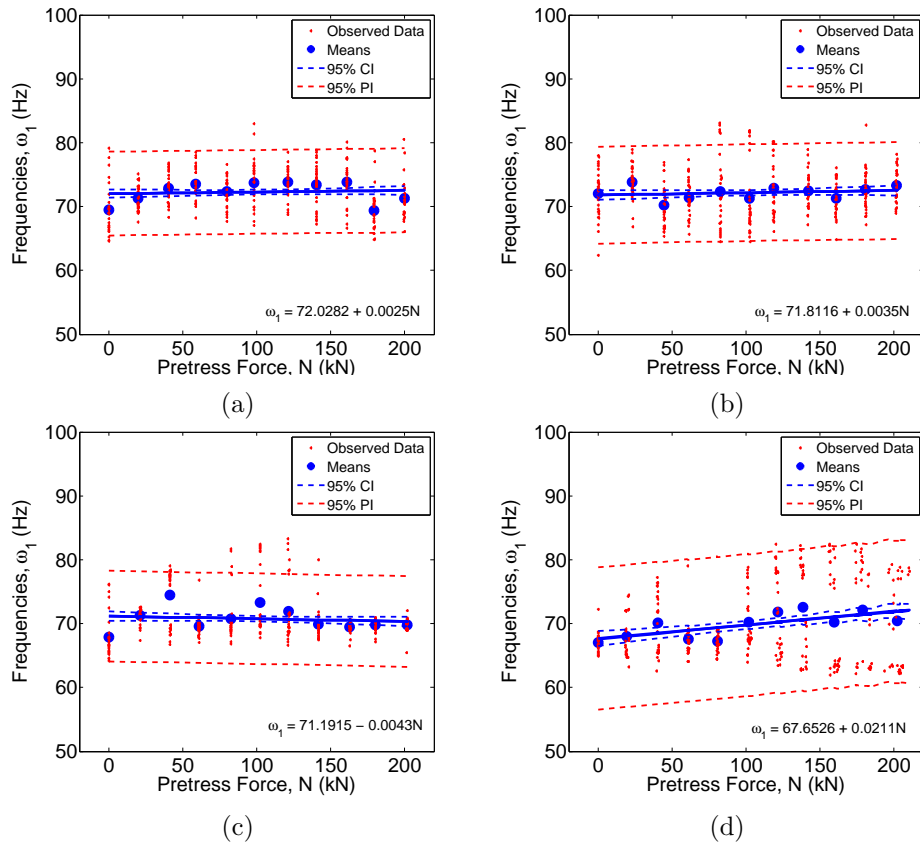 100
90
80
70
60
50
Frequencies, ω1 (Hz)
Observed Data
Means
95% CI
95% PI
ω1 = 72.0282 + 0.0025N
0 50 100 150 200
Pretress Force, N (kN)
(a)
100
90
80
70
60
50
Frequencies, ω1 (Hz)
Observed Data
Means
95% CI
95% PI
ω1 = 71.8116 + 0.0035N
0 50 100 150 200
Pretress Force, N (kN)
(b)
100
90
80
70
60
50
Frequencies, ω1 (Hz)
Observed Data
Means
95% CI
95% PI
ω1 = 71.1915 − 0.0043N
0 50 100 150 200
Pretress Force, N (kN)
(c)
100
90
80
70
60
50
Frequencies, ω1 (Hz)
Observed Data
Means
95% CI
95% PI
ω1 = 67.6526 + 0.0211N
0 50 100 150 200
Pretress Force, N (kN)
(d)